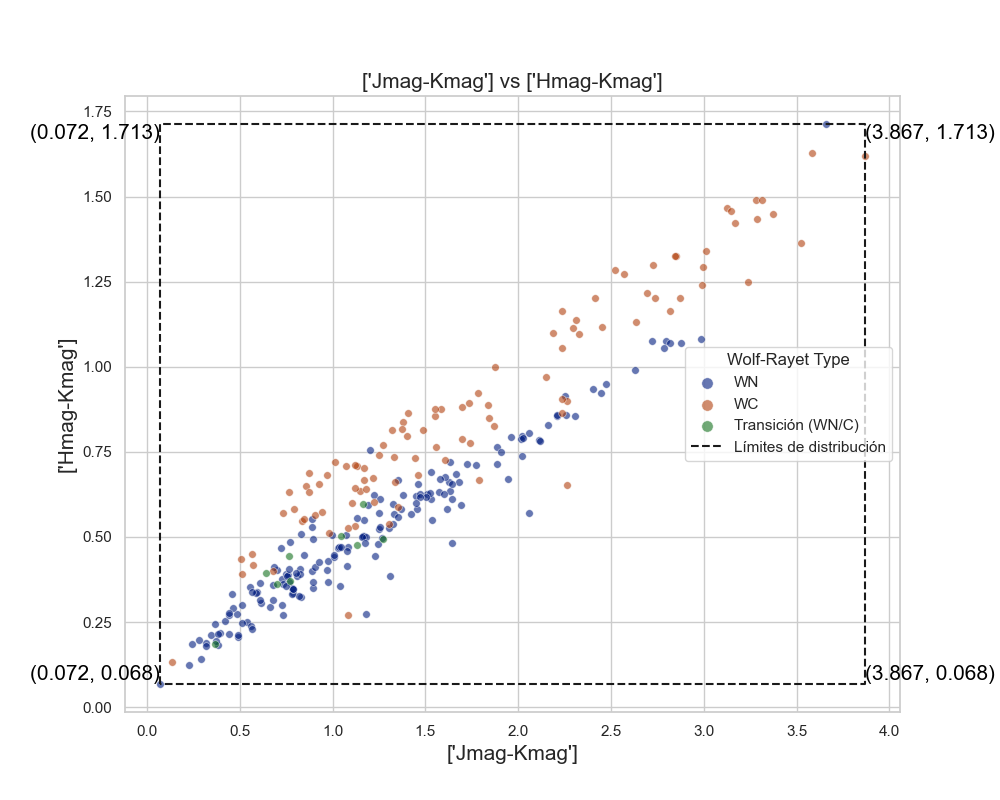 ['Jmag-Kmag'] vs ['Hmag-Kmag']
1.75
(0.072, 1.713)
(3.867, 1.713)
1.50
1.25
1.00
0.75
0.50
0.25
0.00
['Hmag-Kmag']
Wolf-Rayet Type
WN
WC
Transición (WN/C)
Límites de distribución
(0.072, 0.068)
(3.867, 0.068)
0.0 0.5 1.0 1.5 2.0 2.5 3.0 3.5 4.0
['Jmag-Kmag']